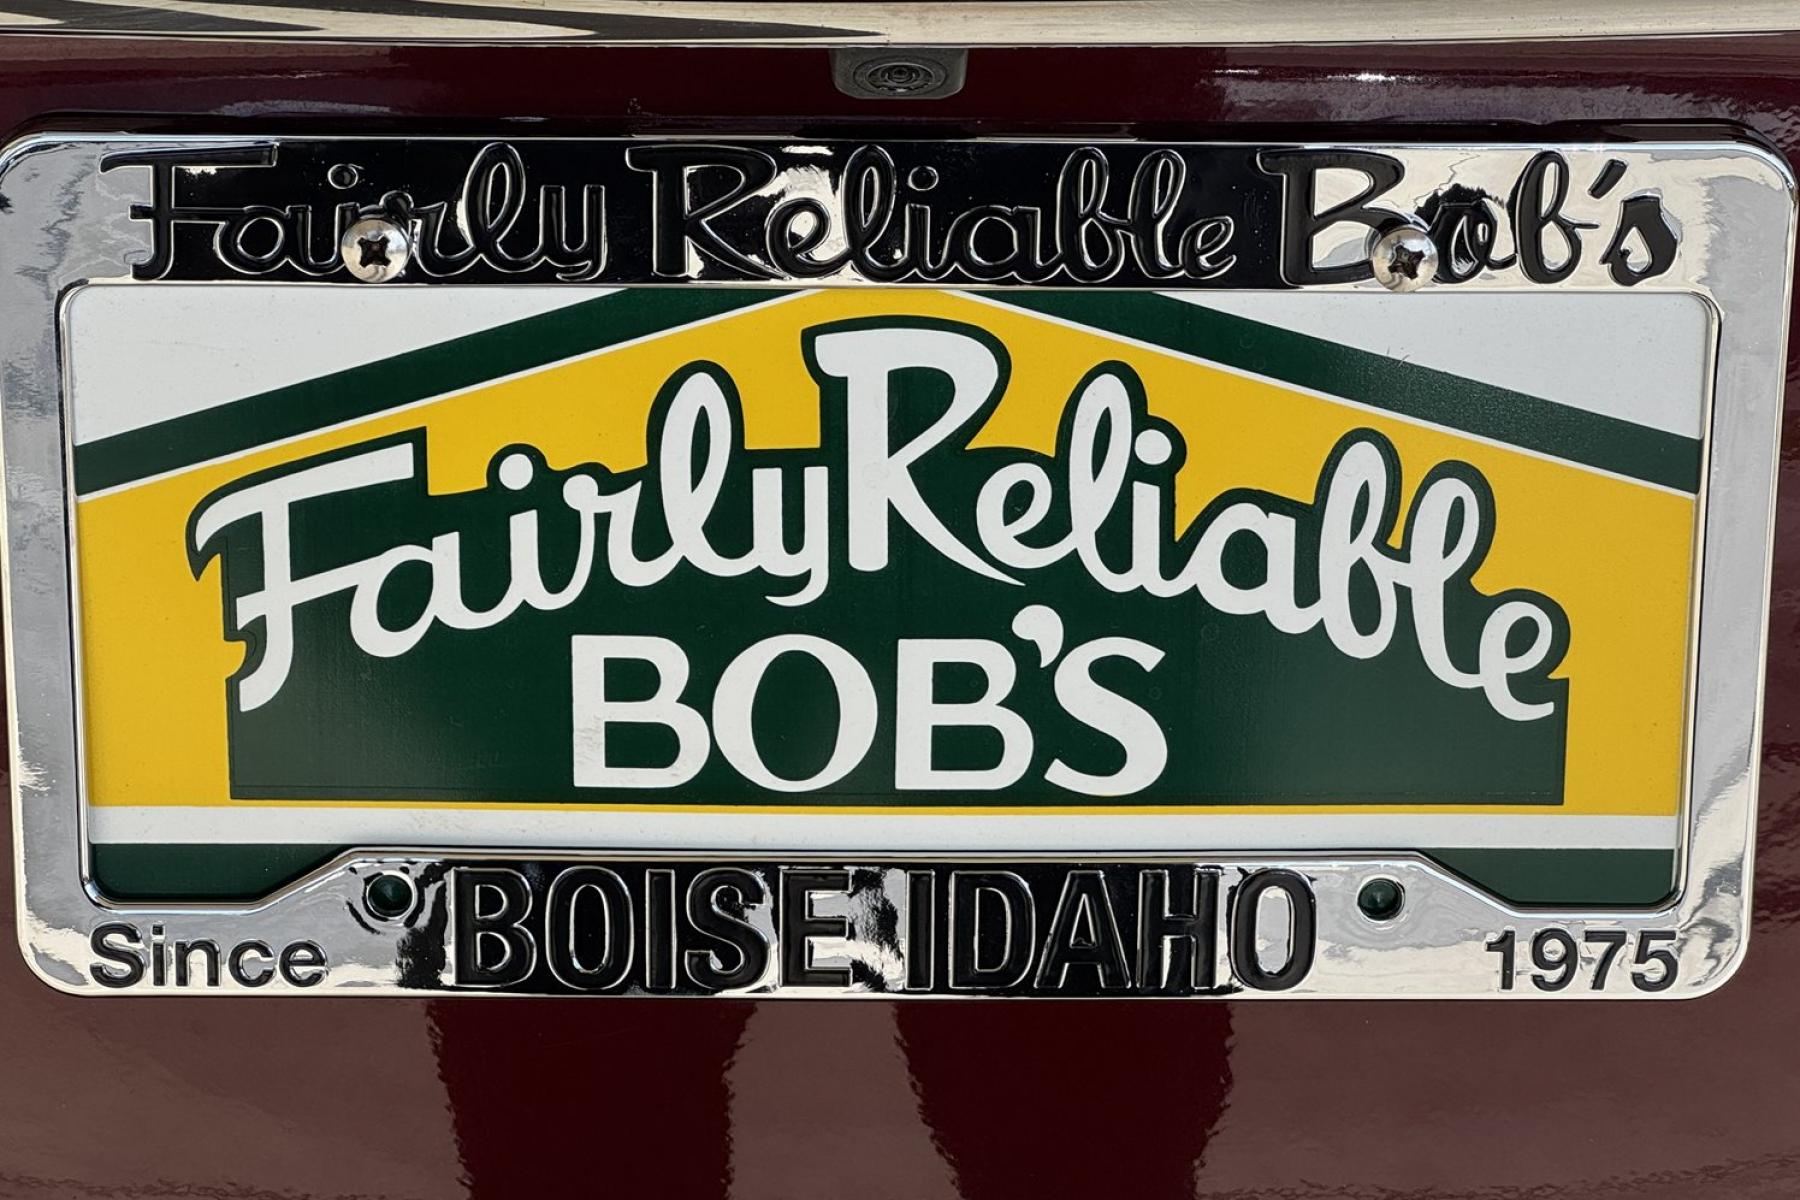 Fairly Reliable Bob's
Fairly Reliable
BOB'S
BOISE IDAHO
Since 1975